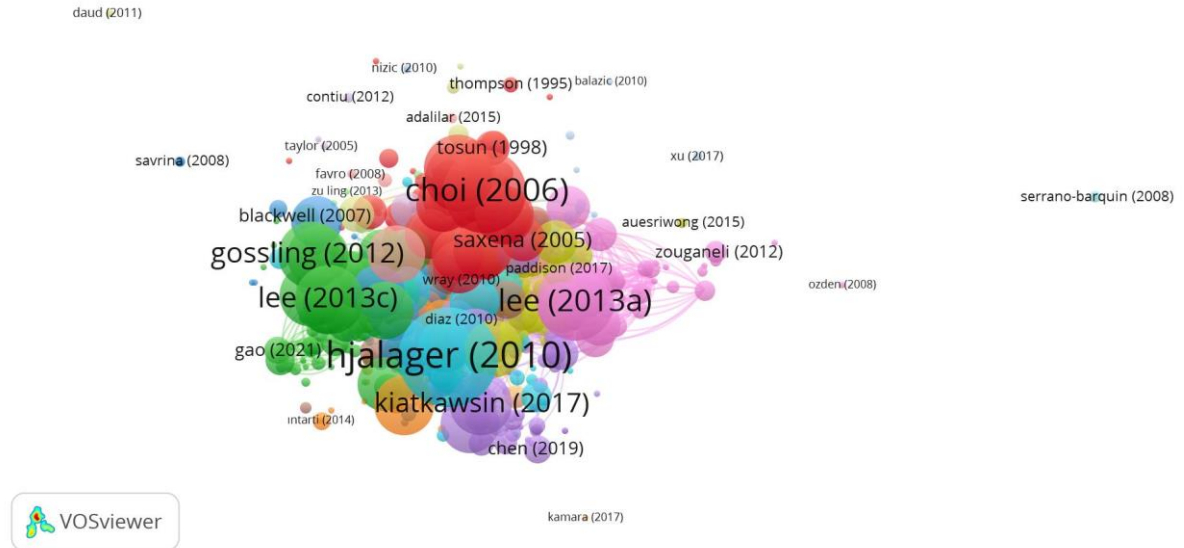 daud (2011)
nizic (2010)
thompson (1995)
balazic (2010)
contiu (2012)
adalilar (2015)
taylor (2005)
tosun (1998)
savrina (2008)
xu (2017)
favro (2008)
choi (2006)
zu ling (2013)
serrano-barquin (2008)
blackwell (2007)
auesriwong (2015)
saxena (2005)
gossling (2012)
zouganeli (2012)
paddison (2017)
wray (2010)
ozden (2008)
lee (2013c)
lee (2013a)
diaz (2010)
gao (2021)
hjalager (2010)
kiatkawsin (2017)
ıntarti (2014)
chen (2019)
kamara (2017)
VOSviewer